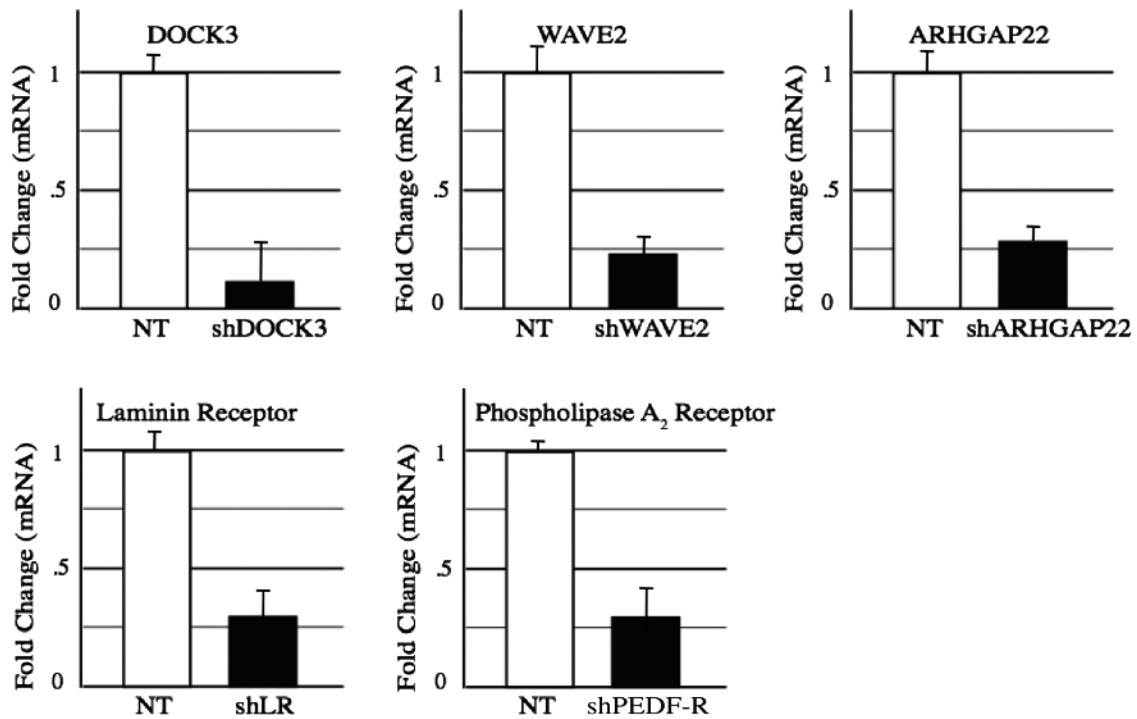 DOCK3
Fold Change (mRNA)
1
.5
0
NT shDOCK3
WAVE2
Fold Change (mRNA)
1
.5
0
NT shWAVE2
ARHGAP22
Fold Change (mRNA)
1
.5
0
NT shARHGAP22
Laminin Receptor
Fold Change (mRNA)
1
.5
0
NT shLR
Phospholipase A₂ Receptor
Fold Change (mRNA)
1
.5
0
NT shPEDF-R